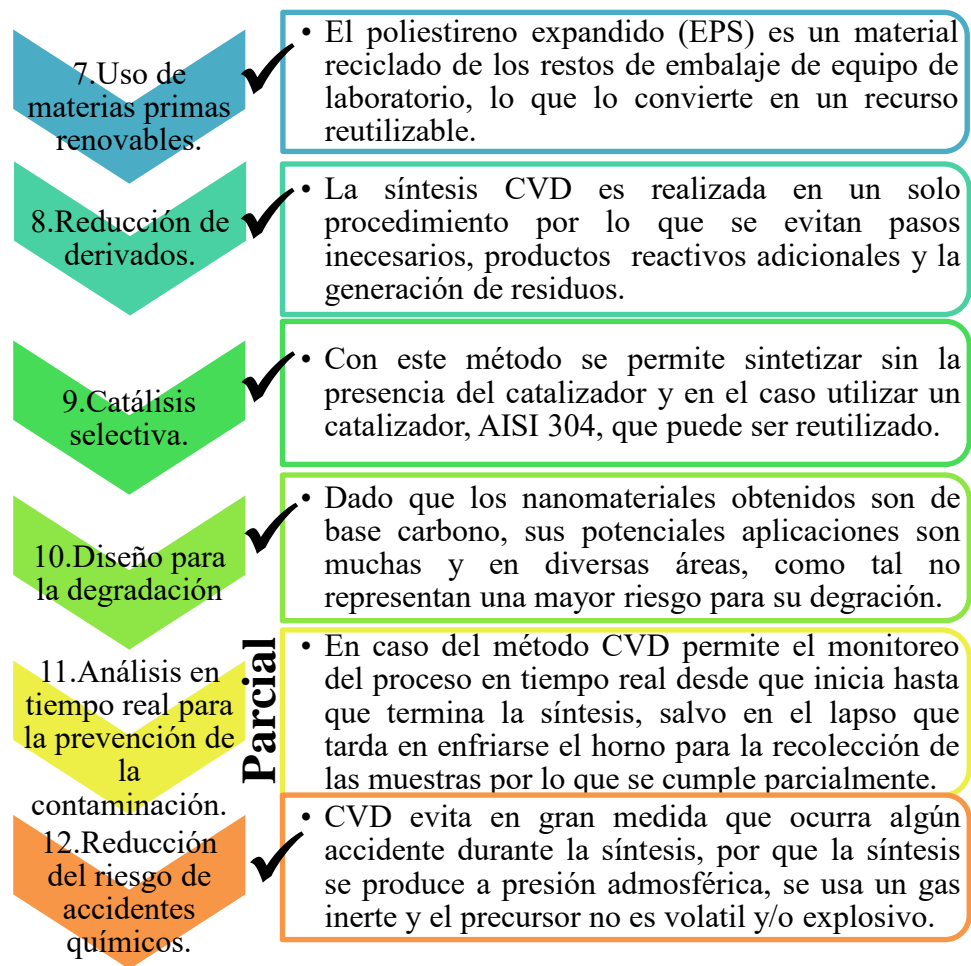 7.Uso de
materias primas
renovables.
• El poliestireno expandido (EPS) es un material
reciclado de los restos de embalaje de equipo de
laboratorio, lo que lo convierte en un recurso
reutilizable.
8.Reducción de
derivados.
• La síntesis CVD es realizada en un solo
procedimiento por lo que se evitan pasos
inecesarios, productos reactivos adicionales y la
generación de residuos.
9.Catálisis
selectiva.
• Con este método se permite sintetizar sin la
presencia del catalizador y en el caso utilizar un
catalizador, AISI 304, que puede ser reutilizado.
10.Diseño para
la degradación
• Dado que los nanomateriales obtenidos son de
base carbono, sus potenciales aplicaciones son
muchas y en diversas áreas, como tal no
representan una mayor riesgo para su degración.
11.Análisis en
tiempo real para
la prevención de
la
contaminación.
Parcial
• En caso del método CVD permite el monitoreo
del proceso en tiempo real desde que inicia hasta
que termina la síntesis, salvo en el lapso que
tarda en enfriarse el horno para la recolección de
las muestras por lo que se cumple parcialmente.
12.Reducción
del riesgo de
accidentes
químicos.
• CVD evita en gran medida que ocurra algún
accidente durante la síntesis, por que la síntesis
se produce a presión admosférica, se usa un gas
inerte y el precursor no es volatil y/o explosivo.